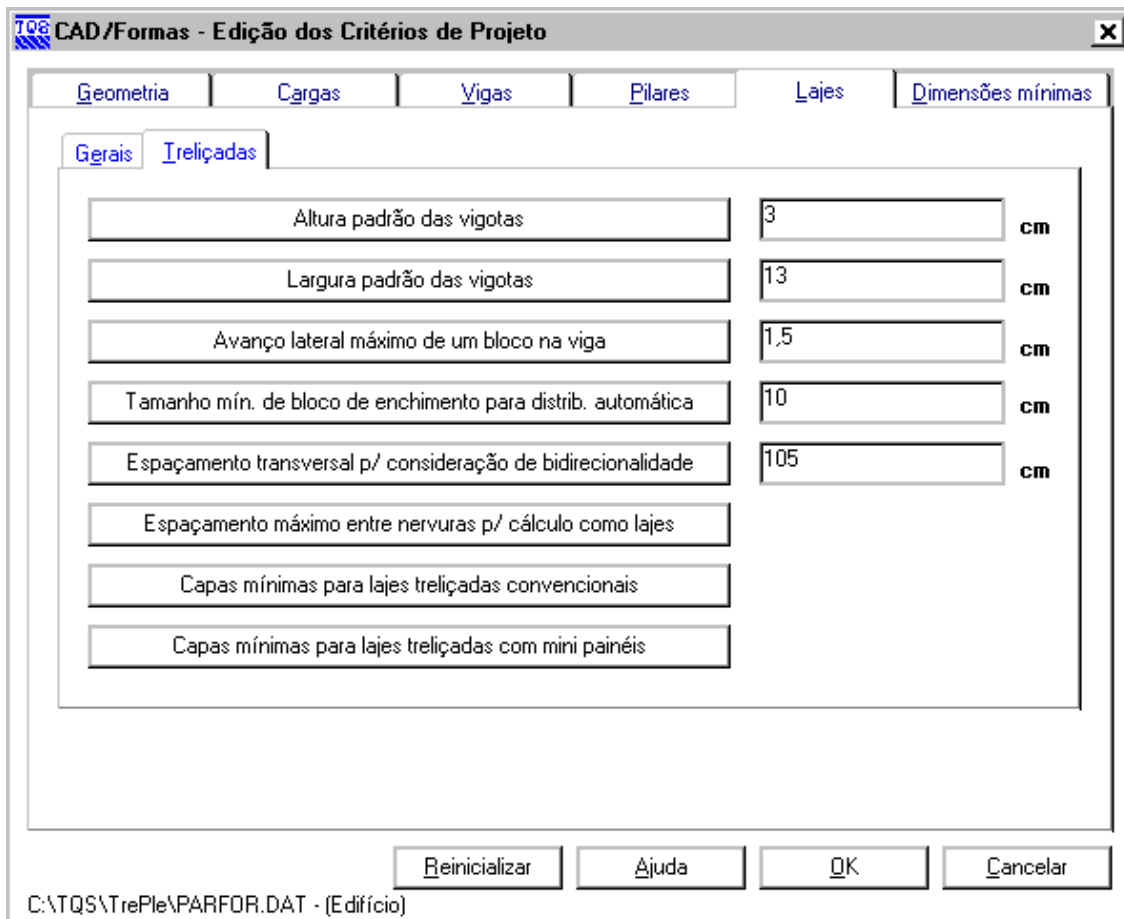 TQS CAD/Formas - Edição dos Critérios de Projeto
Geometria Cargas Vigas Pilares Lajes Dimensões mínimas
Gerais Treliçadas
Altura padrão das vigotas 3 cm
Largura padrão das vigotas 13 cm
Avanço lateral máximo de um bloco na viga 1,5 cm
Tamanho mín. de bloco de enchimento para distrib. automática 10 cm
Espaçamento transversal p/ consideração de bidirecionalidade 105 cm
Espaçamento máximo entre nervuras p/ cálculo como lajes
Capas mínimas para lajes treliçadas convencionais
Capas mínimas para lajes treliçadas com mini painéis
Reinicializar Ajuda OK Cancelar
C:\TQS\TrePle\PARFOR.DAT - (Edifício)